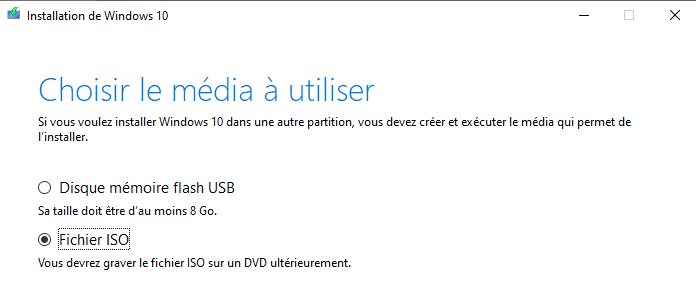 Installation de Windows 10
Choisir le média à utiliser
Si vous voulez installer Windows 10 dans une autre partition, vous devez créer et exécuter le média qui permet de
l'installer.
Disque mémoire flash USB
Sa taille doit être d'au moins 8 Go.
Fichier ISO
Vous devrez graver le fichier ISO sur un DVD ultérieurement.